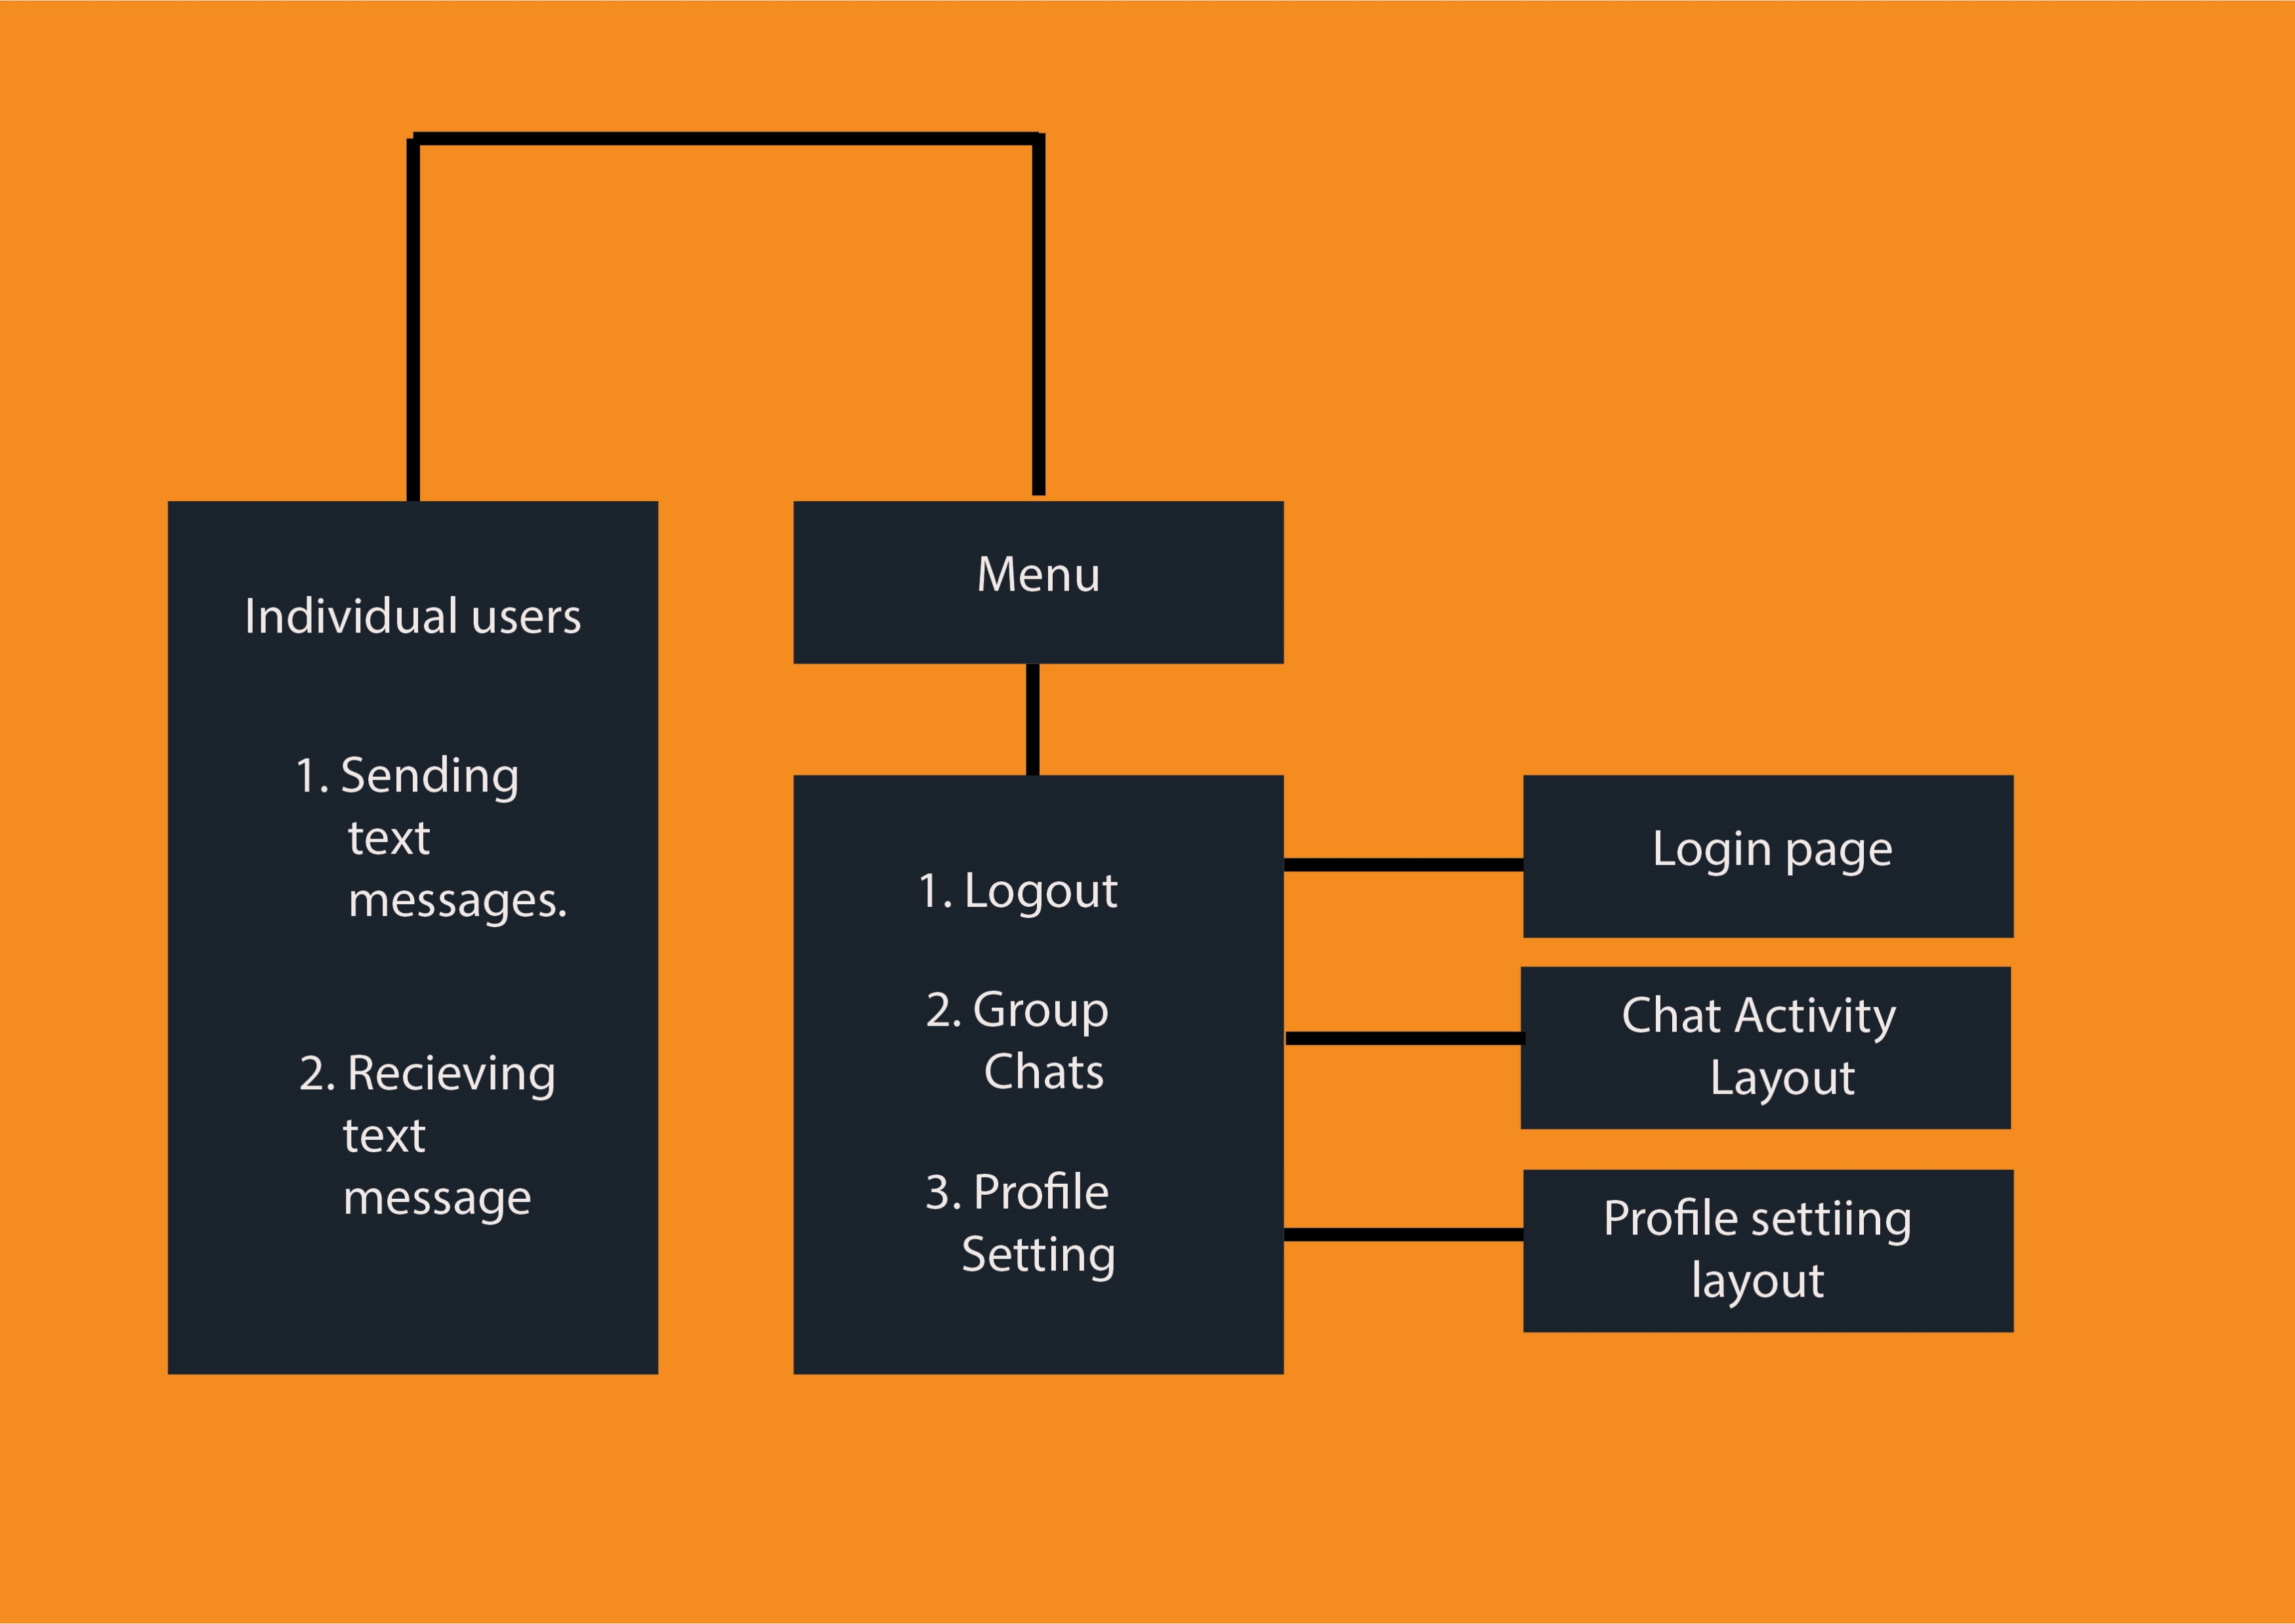 Individual users
1. Sending
text
messages.
2. Recieving
text
message
Menu
1. Logout
2. Group
Chats
3. Profile
Setting
Login page
Chat Activity
Layout
Profile settiing
layout